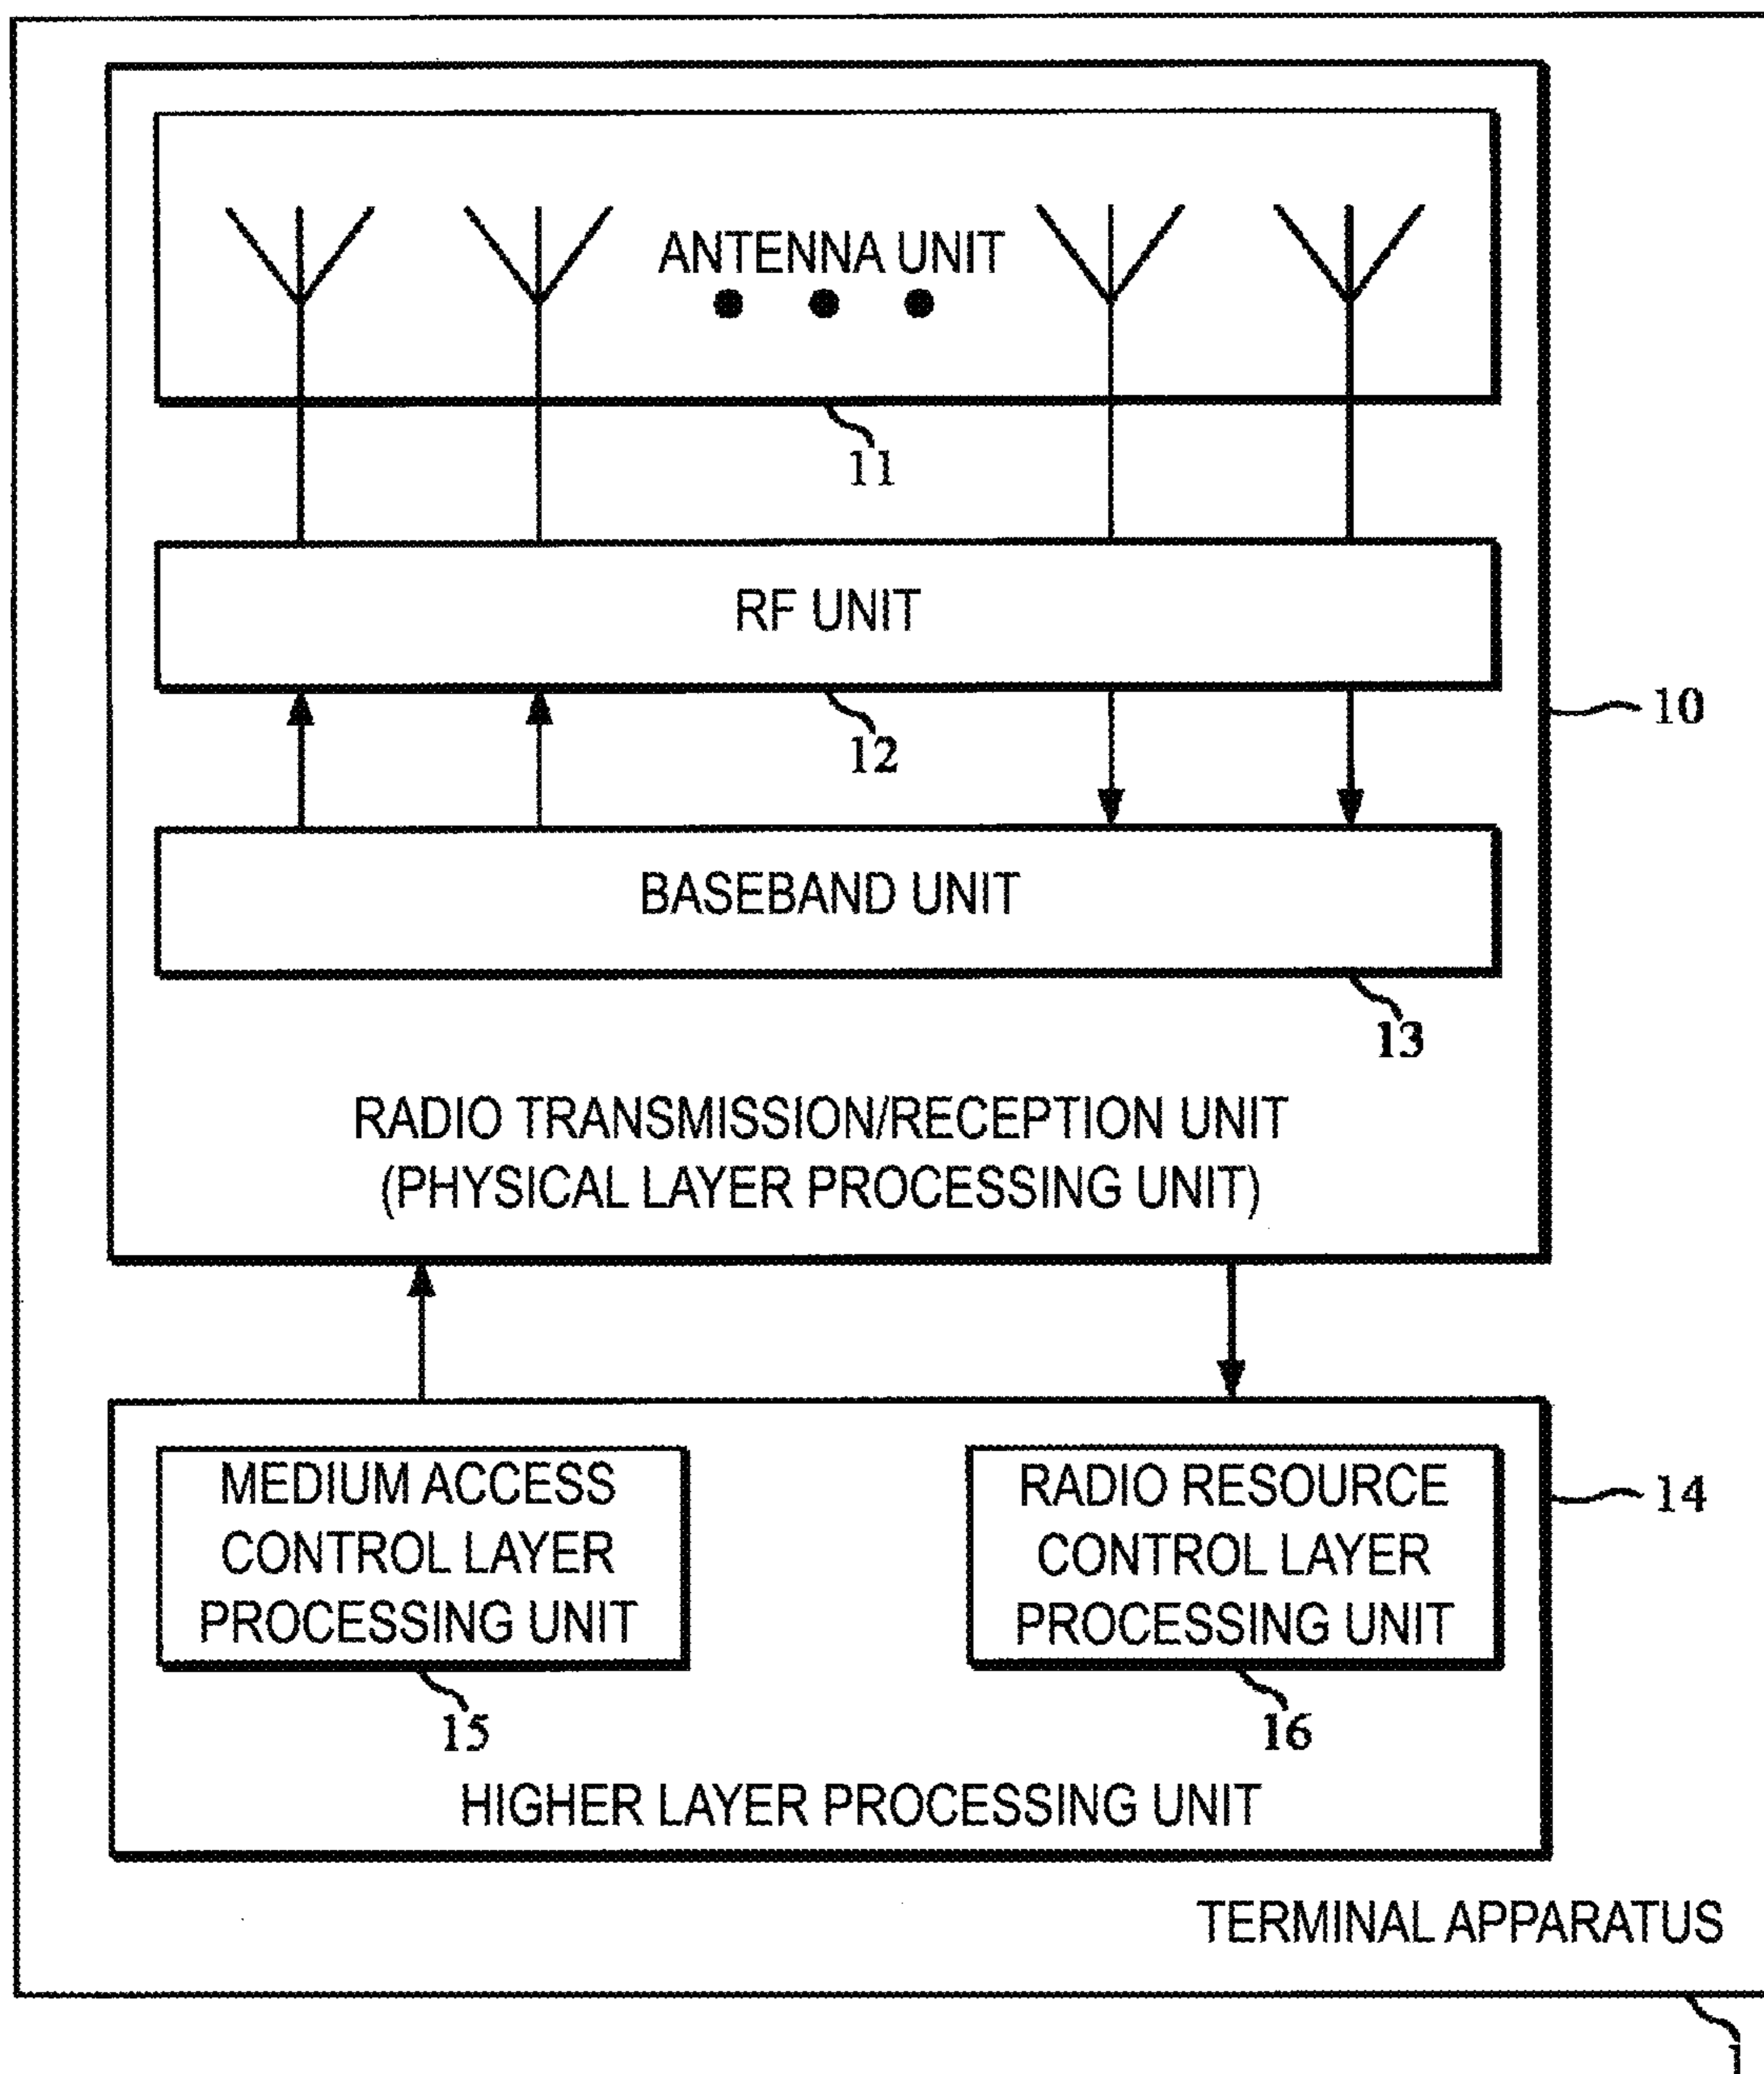 ANTENNA UNIT
11
RF UNIT
12
10
BASEBAND UNIT
13
RADIO TRANSMISSION/RECEPTION UNIT
(PHYSICAL LAYER PROCESSING UNIT)
MEDIUM ACCESS
CONTROL LAYER
PROCESSING UNIT
15
RADIO RESOURCE
CONTROL LAYER
PROCESSING UNIT
16
14
HIGHER LAYER PROCESSING UNIT
TERMINAL APPARATUS
1